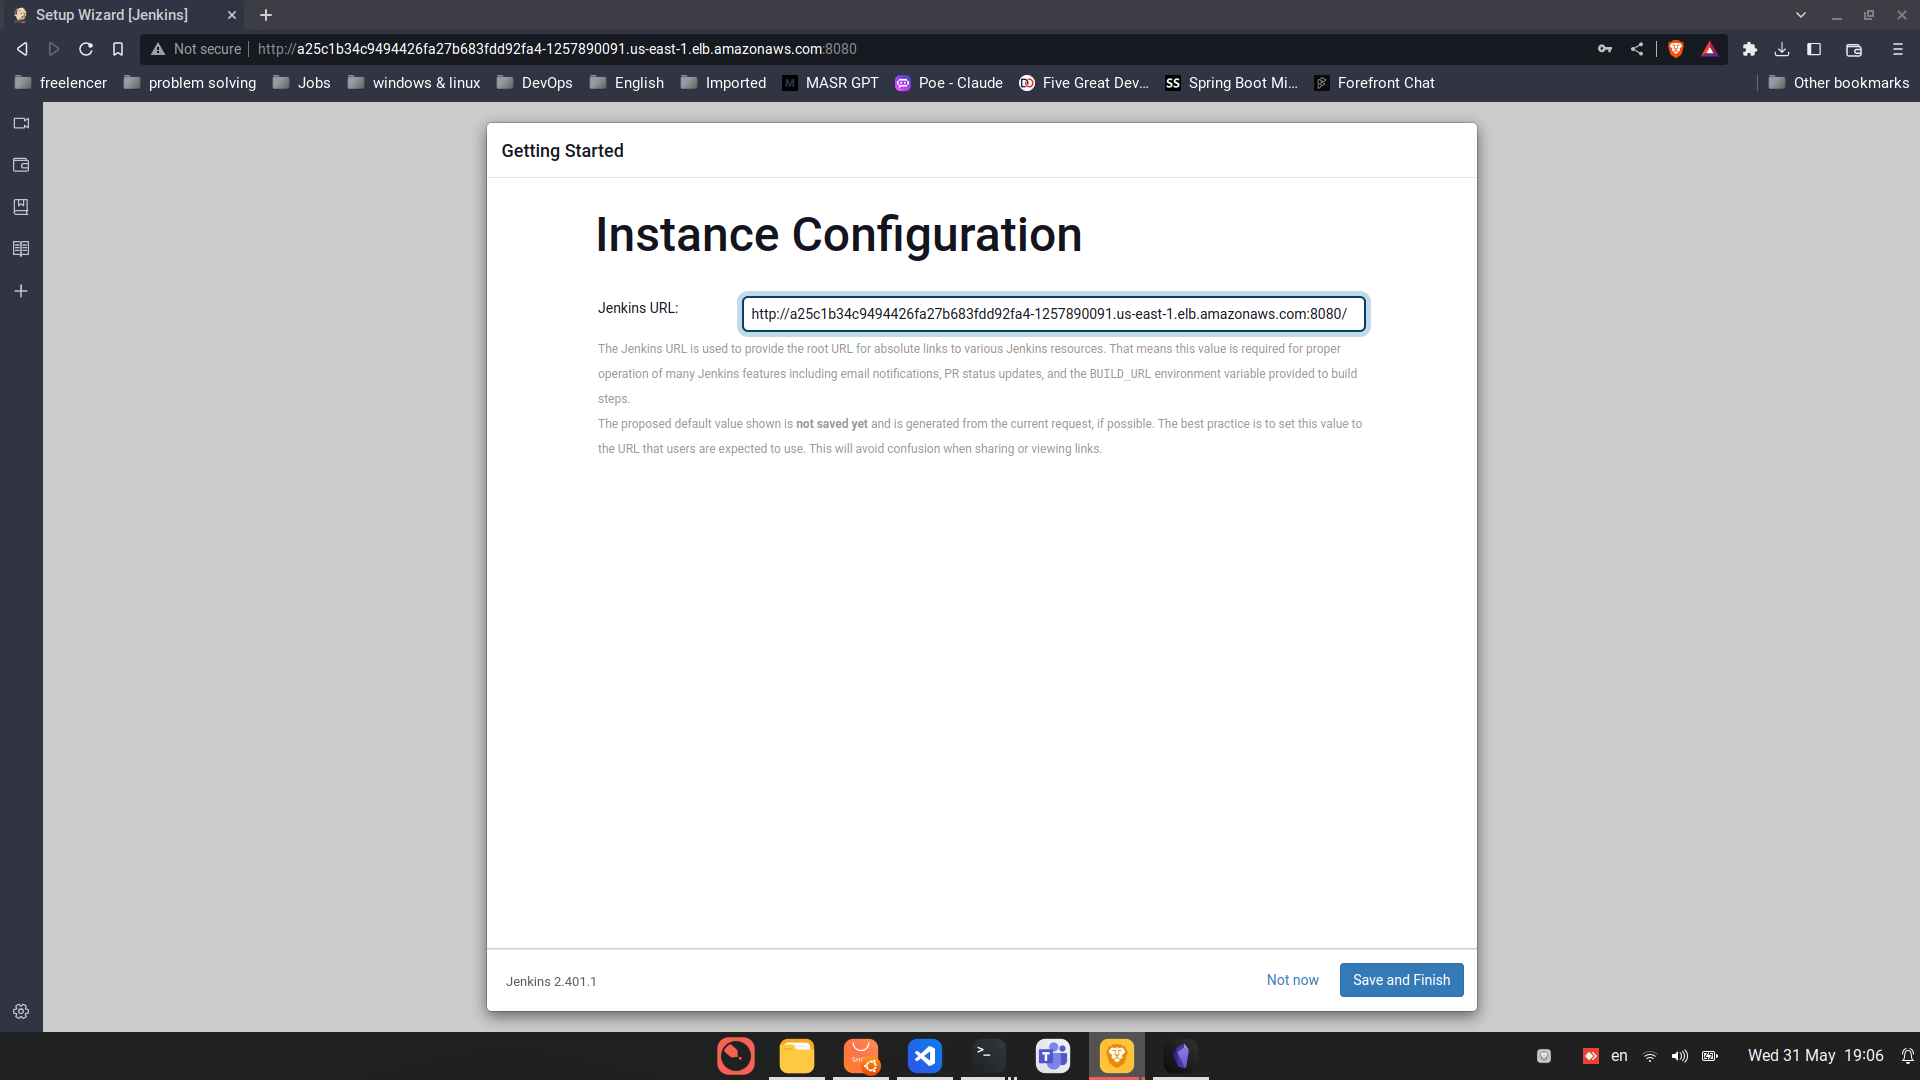 Setup Wizard [Jenkins]
Not secure
http://a25c1b34c9494426fa27b683fdd92fa4-1257890091.us-east-1.elb.amazonaws.com:8080
freelencer problem solving Jobs windows & linux DevOps English Imported MASR GPT Poe - Claude Five Great Dev... Spring Boot Mi... Forefront Chat Other bookmarks
Getting Started
Instance Configuration
Jenkins URL:
http://a25c1b34c9494426fa27b683fdd92fa4-1257890091.us-east-1.elb.amazonaws.com:8080/
The Jenkins URL is used to provide the root URL for absolute links to various Jenkins resources. That means this value is required for proper
operation of many Jenkins features including email notifications, PR status updates, and the BUILD_URL environment variable provided to build
steps.
The proposed default value shown is not saved yet and is generated from the current request, if possible. The best practice is to set this value to
the URL that users are expected to use. This will avoid confusion when sharing or viewing links.
Jenkins 2.401.1
Not now
Save and Finish
en
Wed 31 May 19:06